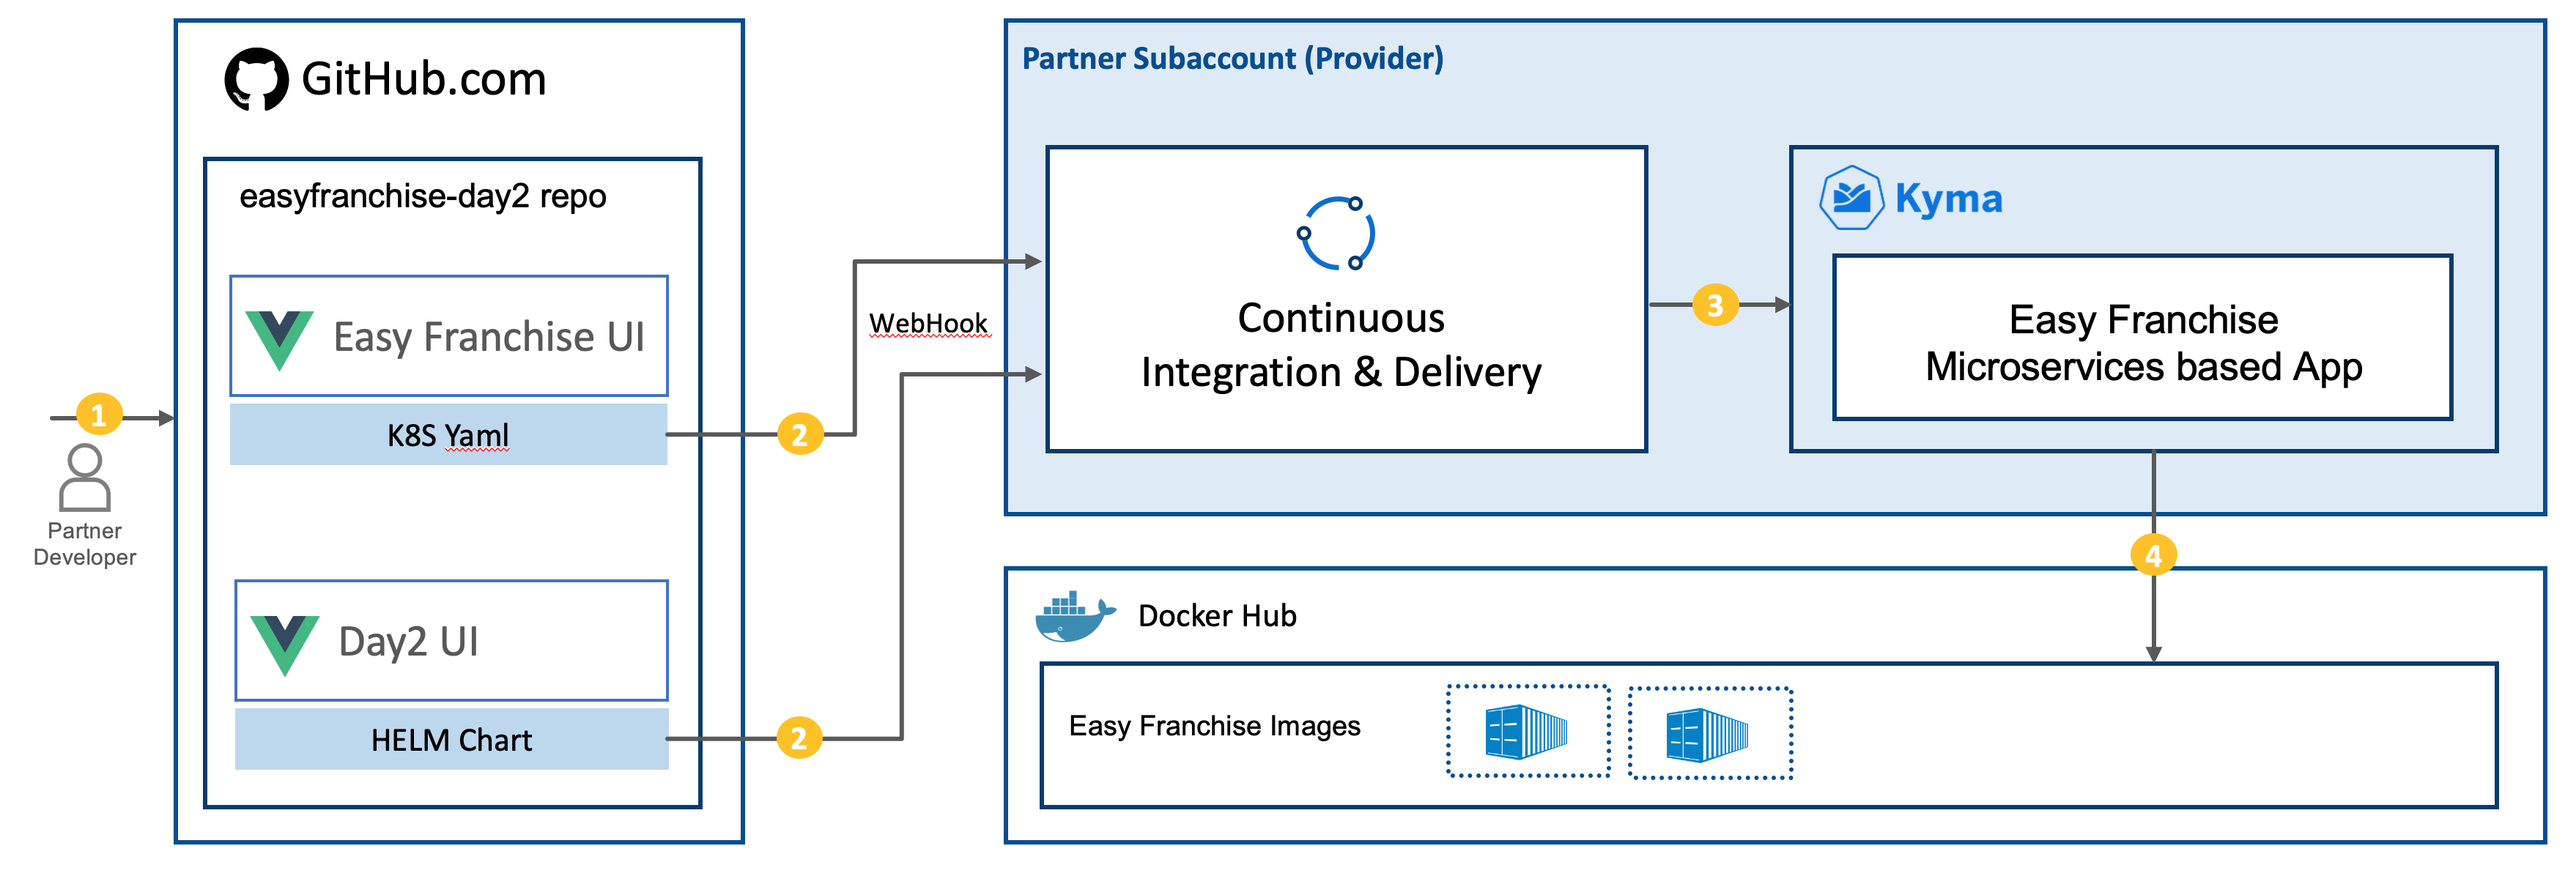 GitHub.com
easyfranchise-day2 repo
Easy Franchise UI
K8S Yaml
Day2 UI
HELM Chart
1
Partner
Developer
2
2
WebHook
Partner Subaccount (Provider)
Continuous
Integration & Delivery
3
Kyma
Easy Franchise
Microservices based App
4
Docker Hub
Easy Franchise Images